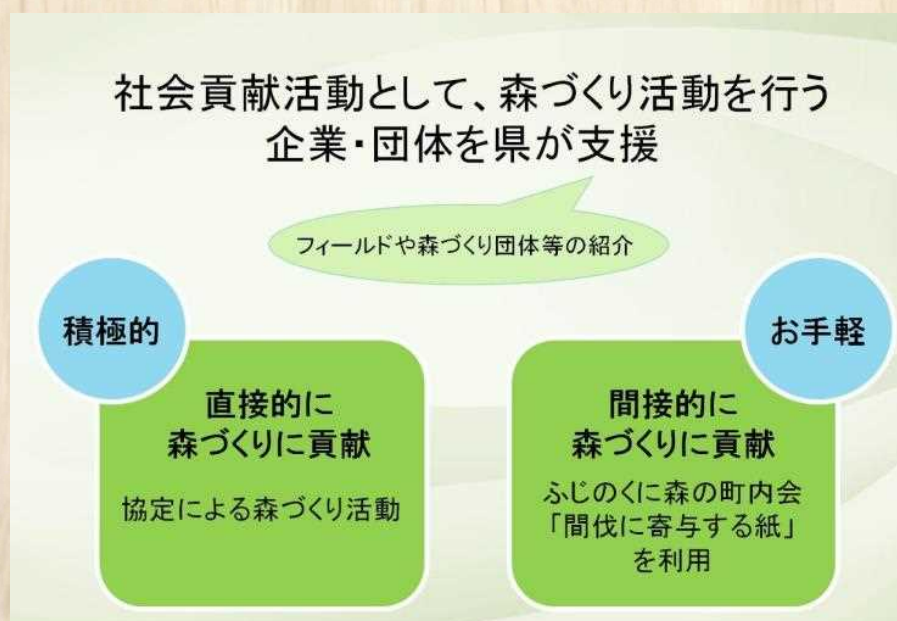 社会貢献活動として、森づくり活動を行う
企業・団体を県が支援
フィールドや森づくり団体等の紹介
積極的
直接的に
森づくりに貢献
協定による森づくり活動
お手軽
間接的に
森づくりに貢献
ふじのくに森の町内会
「間伐に寄与する紙」
を利用